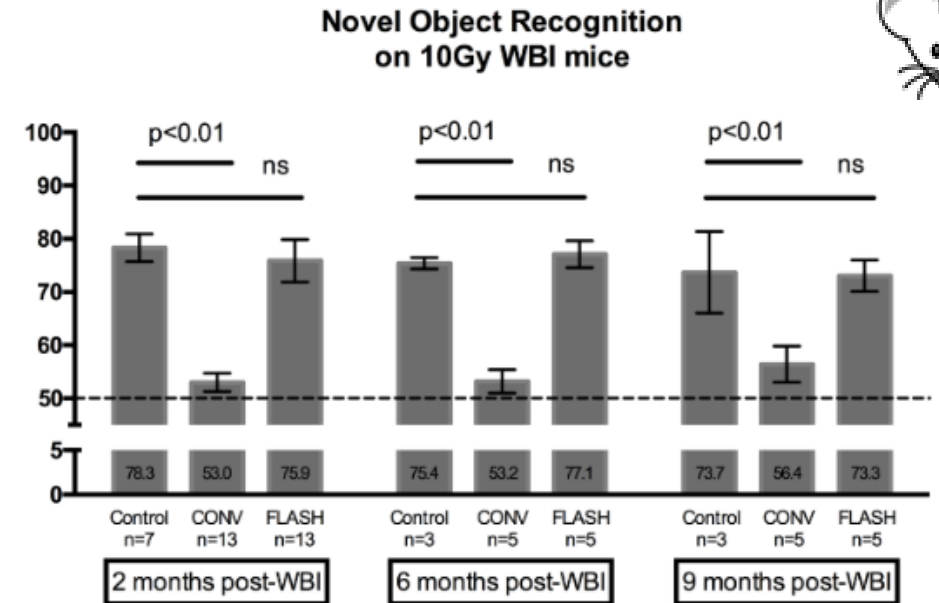 Novel Object Recognition
on 10Gy WBI mice
100
90
80
70
60
50
5
0
p<0.01
ns
p<0.01
ns
p<0.01
ns
78.3 53.0 75.9 75.4 53.2 77.1 73.7 56.4 73.3
Control CONV FLASH Control CONV FLASH Control CONV FLASH
n=7 n=13 n=13 n=3 n=5 n=5 n=3 n=5 n=5
2 months post-WBI 6 months post-WBI 9 months post-WBI